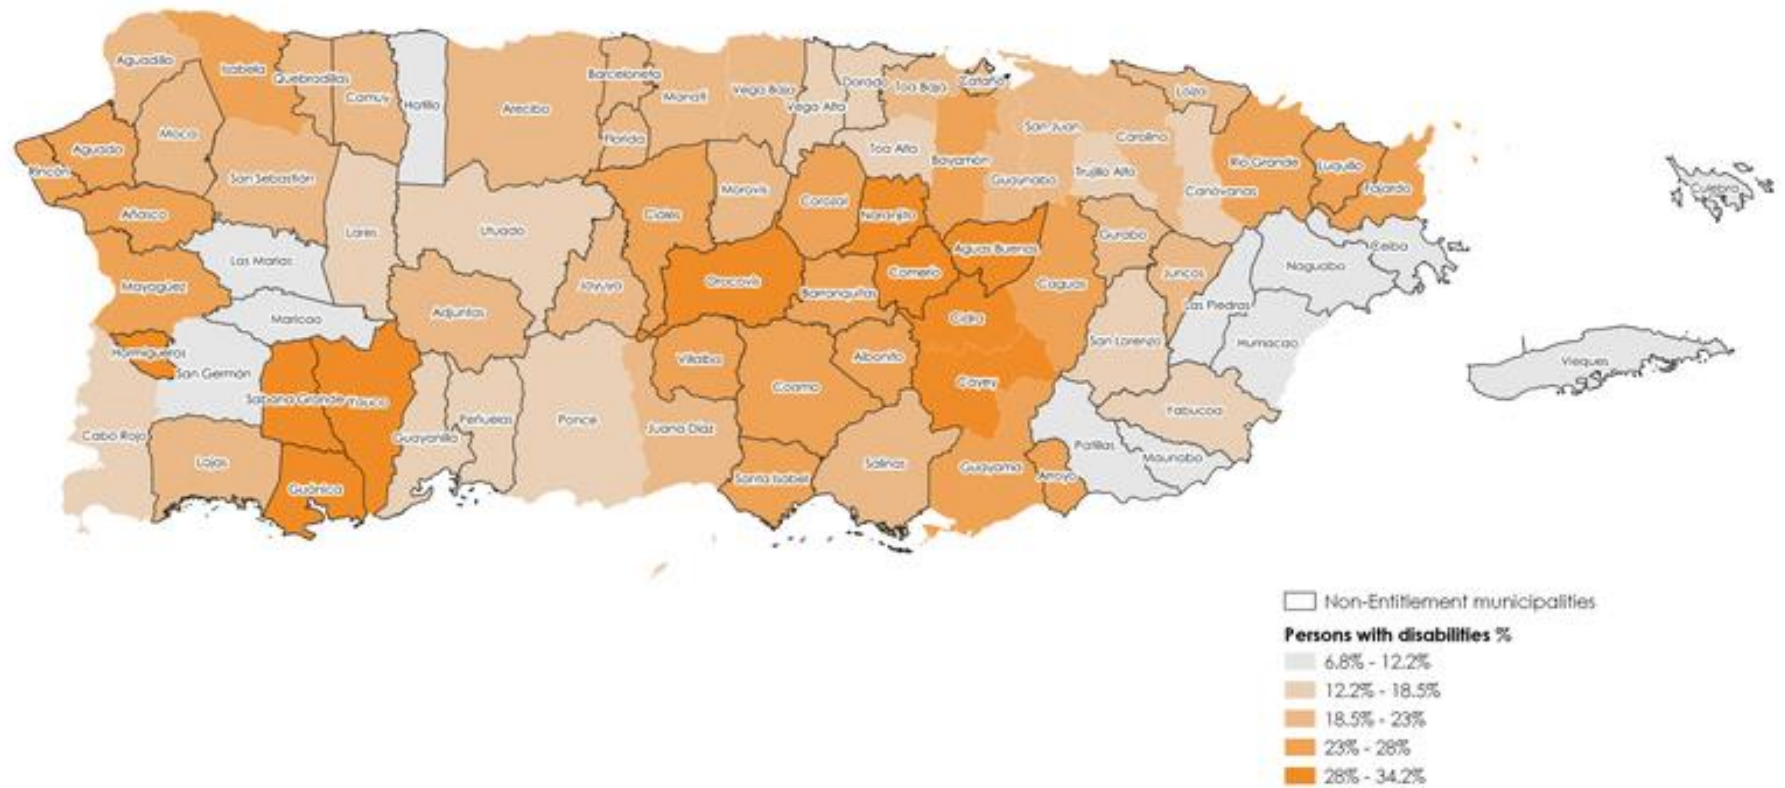 Aguadilla
Isabela
Quebradillas
Camuy
Hatillo
Arecibo
Barceloneta
Manatí
Vega Baja
Vega Alta
Dorado
Toa Baja
Cataño
Loiza
Moca
Florida
San Juan
Carolina
Aguada
Rincón
San Sebastián
Toa Alta
Bayamón
Guaynabo
Trujillo Alto
Canóvanas
Río Grande
Luquillo
Fajardo
Culebra
Añasco
Lares
Utuado
Ciales
Morovis
Corozal
Naranjito
Las Marias
Aguas Buenas
Gurabo
Ceiba
Naguabo
Mayagüez
Maricao
Adjuntas
Jayuya
Orocovis
Barranquitas
Comerío
Caguas
Juncos
Las Piedras
Cidra
San Lorenzo
Humacao
Hormigueros
San Germán
Villalba
Aibonito
Vieques
Sabana Grande
Yauco
Coamo
Cayey
Cabo Rojo
Guayanilla
Peñuelas
Ponce
Juana Díaz
Yabucoa
Patillas
Maunabo
Lajas
Guánica
Santa Isabel
Salinas
Guayama
Arroyo
Non-Entitlement municipalities
Persons with disabilities %
6.8% - 12.2%
12.2% - 18.5%
18.5% - 23%
23% - 28%
28% - 34.2%